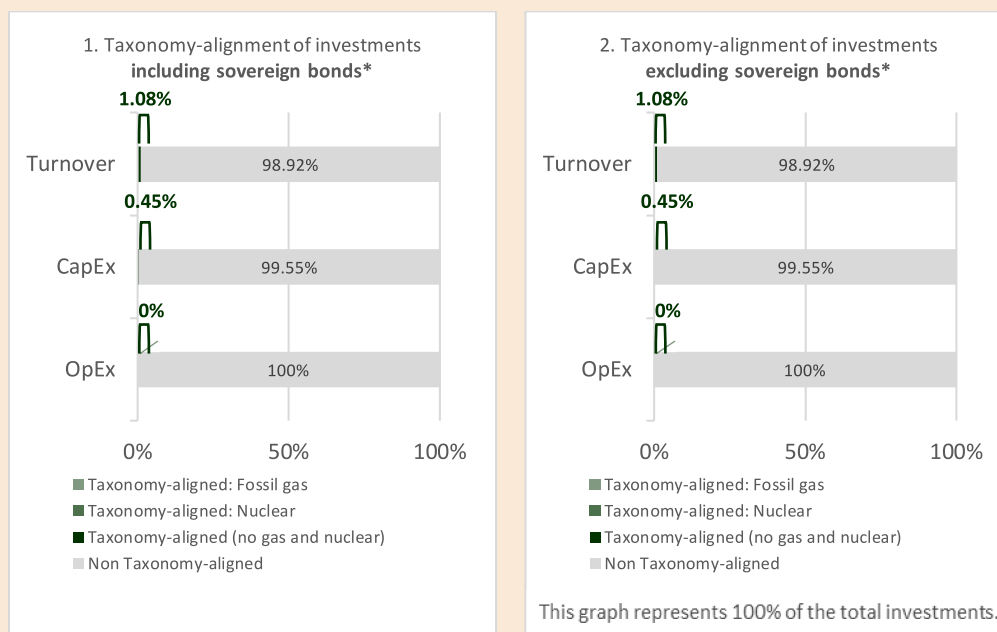 1. Taxonomy-alignment of investments
including sovereign bonds*
1.08%
Turnover
98.92%
0.45%
CapEx
99.55%
0%
OpEx
100%
0%
50%
100%
Taxonomy-aligned: Fossil gas
Taxonomy-aligned: Nuclear
Taxonomy-aligned (no gas and nuclear)
Non Taxonomy-aligned
2. Taxonomy-alignment of investments
excluding sovereign bonds*
1.08%
Turnover
98.92%
0.45%
CapEx
99.55%
0%
OpEx
100%
0%
50%
100%
Taxonomy-aligned: Fossil gas
Taxonomy-aligned: Nuclear
Taxonomy-aligned (no gas and nuclear)
Non Taxonomy-aligned
This graph represents 100% of the total investments.